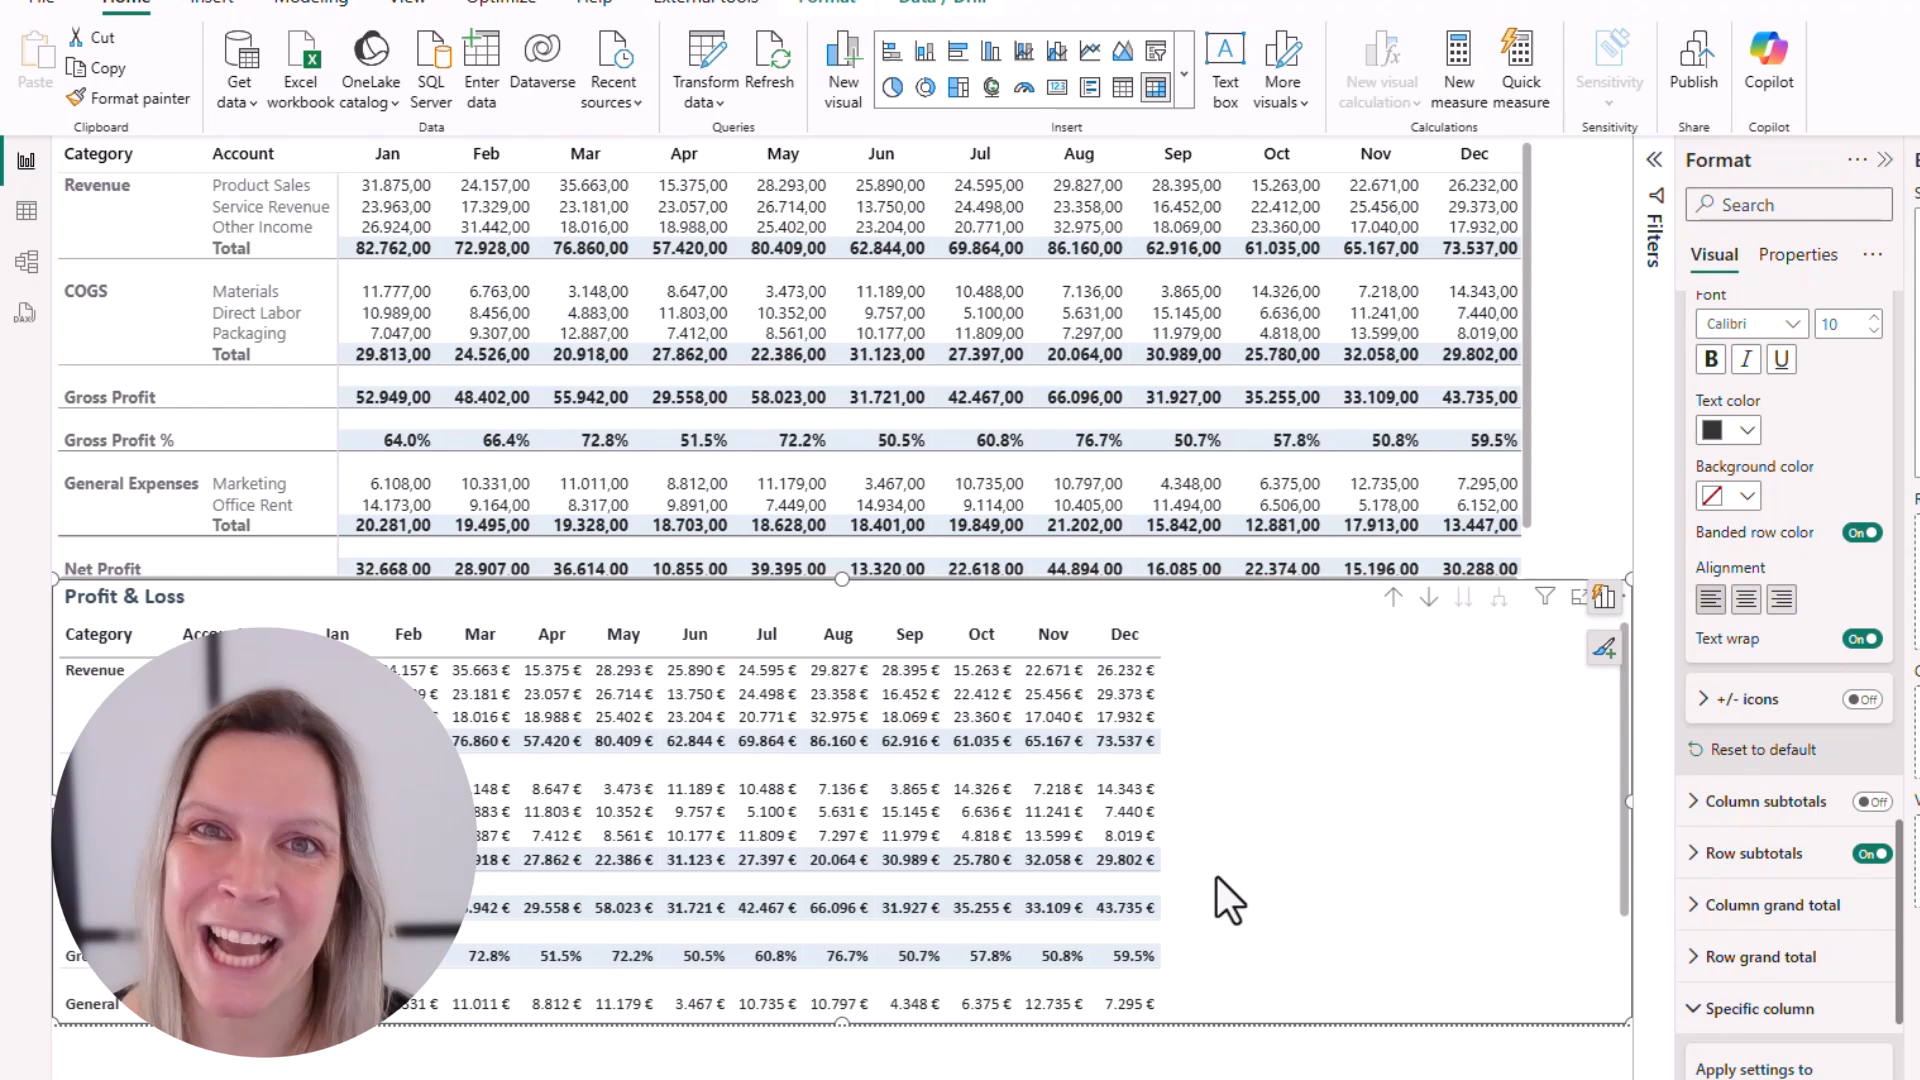 Home Insert Modeling View Optimize Help External tools Format Data / Drill
Paste
Cut
Copy
Format painter
Clipboard
Get data
Excel workbook
OneLake catalog
SQL Server
Enter data
Dataverse
Recent sources
Data
Transform data
Refresh
Queries
New visual
Text box
More visuals
Insert
New visual calculation
New measure
Quick measure
Calculations
Sensitivity
Sensitivity
Publish
Share
Copilot
Copilot
Category Account Jan Feb Mar Apr May Jun Jul Aug Sep Oct Nov Dec
Revenue Product Sales 31.875,00 24.157,00 35.663,00 15.375,00 28.293,00 25.890,00 24.595,00 29.827,00 28.395,00 15.263,00 22.671,00 26.232,00
Service Revenue 23.963,00 17.329,00 23.181,00 23.057,00 26.714,00 13.750,00 24.498,00 23.358,00 16.452,00 22.412,00 25.456,00 29.373,00
Other Income 26.924,00 31.442,00 18.016,00 18.988,00 25.402,00 23.204,00 20.771,00 32.975,00 18.069,00 23.360,00 17.040,00 17.932,00
Total 82.762,00 72.928,00 76.860,00 57.420,00 80.409,00 62.844,00 69.864,00 86.160,00 62.916,00 61.035,00 65.167,00 73.537,00
COGS Materials 11.777,00 6.763,00 3.148,00 8.647,00 3.473,00 11.189,00 10.488,00 7.136,00 3.865,00 14.326,00 7.218,00 14.343,00
Direct Labor 10.989,00 8.456,00 4.883,00 11.803,00 10.352,00 9.757,00 5.100,00 5.631,00 15.145,00 6.636,00 11.241,00 7.440,00
Packaging 7.047,00 9.307,00 12.887,00 7.412,00 8.561,00 10.177,00 11.809,00 7.297,00 11.979,00 4.818,00 13.599,00 8.019,00
Total 29.813,00 24.526,00 20.918,00 27.862,00 22.386,00 31.123,00 27.397,00 20.064,00 30.989,00 25.780,00 32.058,00 29.802,00
Gross Profit 52.949,00 48.402,00 55.942,00 29.558,00 58.023,00 31.721,00 42.467,00 66.096,00 31.927,00 35.255,00 33.109,00 43.735,00
Gross Profit % 64.0% 66.4% 72.8% 51.5% 72.2% 50.5% 60.8% 76.7% 50.7% 57.8% 50.8% 59.5%
General Expenses Marketing 6.108,00 10.331,00 11.011,00 8.812,00 11.179,00 3.467,00 10.735,00 10.797,00 4.348,00 6.375,00 12.735,00 7.295,00
Office Rent 14.173,00 9.164,00 8.317,00 9.891,00 7.449,00 14.934,00 9.114,00 10.405,00 11.494,00 6.506,00 5.178,00 6.152,00
Total 20.281,00 19.495,00 19.328,00 18.703,00 18.628,00 18.401,00 19.849,00 21.202,00 15.842,00 12.881,00 17.913,00 13.447,00
Net Profit 32.668,00 28.907,00 36.614,00 10.855,00 39.395,00 13.320,00 22.618,00 44.894,00 16.085,00 22.374,00 15.196,00 30.288,00
Profit & Loss
Category Jan Feb Mar Apr May Jun Jul Aug Sep Oct Nov Dec
Revenue .157 € 35.663 € 15.375 € 28.293 € 25.890 € 24.595 € 29.827 € 28.395 € 15.263 € 22.671 € 26.232 €
9 € 23.181 € 23.057 € 26.714 € 13.750 € 24.498 € 23.358 € 16.452 € 22.412 € 25.456 € 29.373 €
€ 18.016 € 18.988 € 25.402 € 23.204 € 20.771 € 32.975 € 18.069 € 23.360 € 17.040 € 17.932 €
76.860 € 57.420 € 80.409 € 62.844 € 69.864 € 86.160 € 62.916 € 61.035 € 65.167 € 73.537 €
148 € 8.647 € 3.473 € 11.189 € 10.488 € 7.136 € 3.865 € 14.326 € 7.218 € 14.343 €
883 € 11.803 € 10.352 € 9.757 € 5.100 € 5.631 € 15.145 € 6.636 € 11.241 € 7.440 €
887 € 7.412 € 8.561 € 10.177 € 11.809 € 7.297 € 11.979 € 4.818 € 13.599 € 8.019 €
918 € 27.862 € 22.386 € 31.123 € 27.397 € 20.064 € 30.989 € 25.780 € 32.058 € 29.802 €
.942 € 29.558 € 58.023 € 31.721 € 42.467 € 66.096 € 31.927 € 35.255 € 33.109 € 43.735 €
72.8% 51.5% 72.2% 50.5% 60.8% 76.7% 50.7% 57.8% 50.8% 59.5%
General 331 € 11.011 € 8.812 € 11.179 € 3.467 € 10.735 € 10.797 € 4.348 € 6.375 € 12.735 € 7.295 €
Filters
Format
Search
Visual Properties
Font
Calibri 10
B I U
Text color
Background color
Banded row color On
Alignment
Text wrap On
+/- icons Off
Reset to default
Column subtotals Off
Row subtotals On
Column grand total
Row grand total
Specific column
Apply settings to